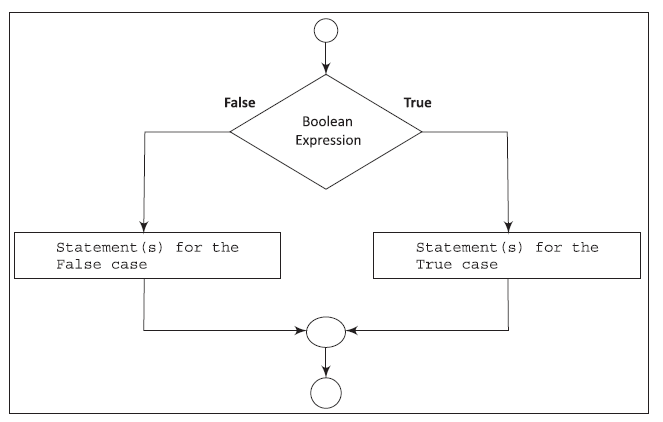 False
True
Boolean
Expression
Statement(s) for the
False case
Statement(s) for the
True case